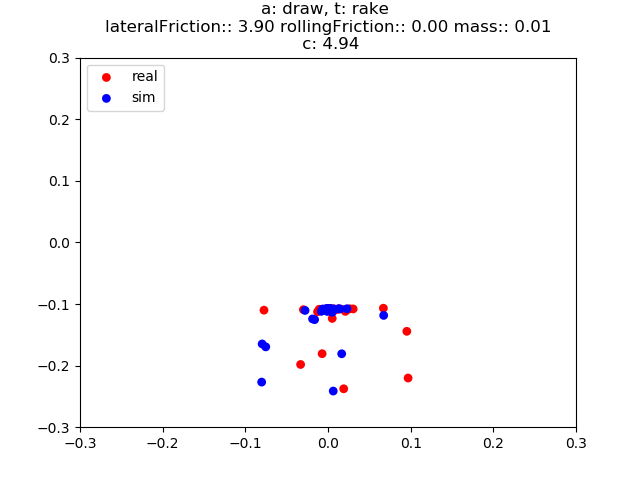 a: draw, t: rake
lateralFriction:: 3.90 rollingFriction:: 0.00 mass:: 0.01
c: 4.94
real
sim
0.3
0.2
0.1
0.0
−0.1
−0.2
−0.3
−0.3
−0.2
−0.1
0.0
0.1
0.2
0.3